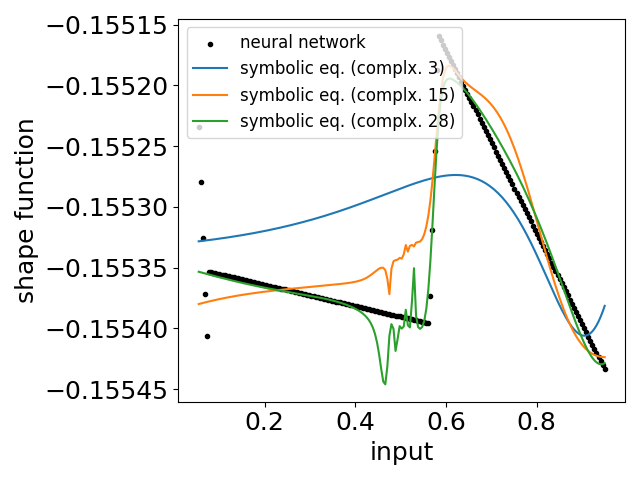 −0.15515
−0.15520
−0.15525
−0.15530
−0.15535
−0.15540
−0.15545
shape function
neural network
symbolic eq. (complx. 3)
symbolic eq. (complx. 15)
symbolic eq. (complx. 28)
0.2
0.4
0.6
0.8
input